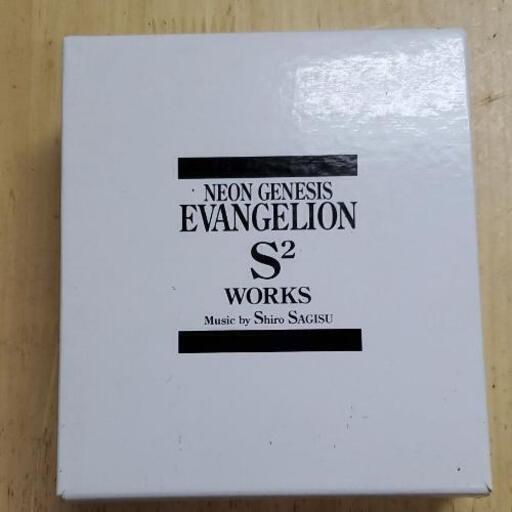 NEON GENESIS
EVANGELION
S²
WORKS
Music by Shiro SAGISU